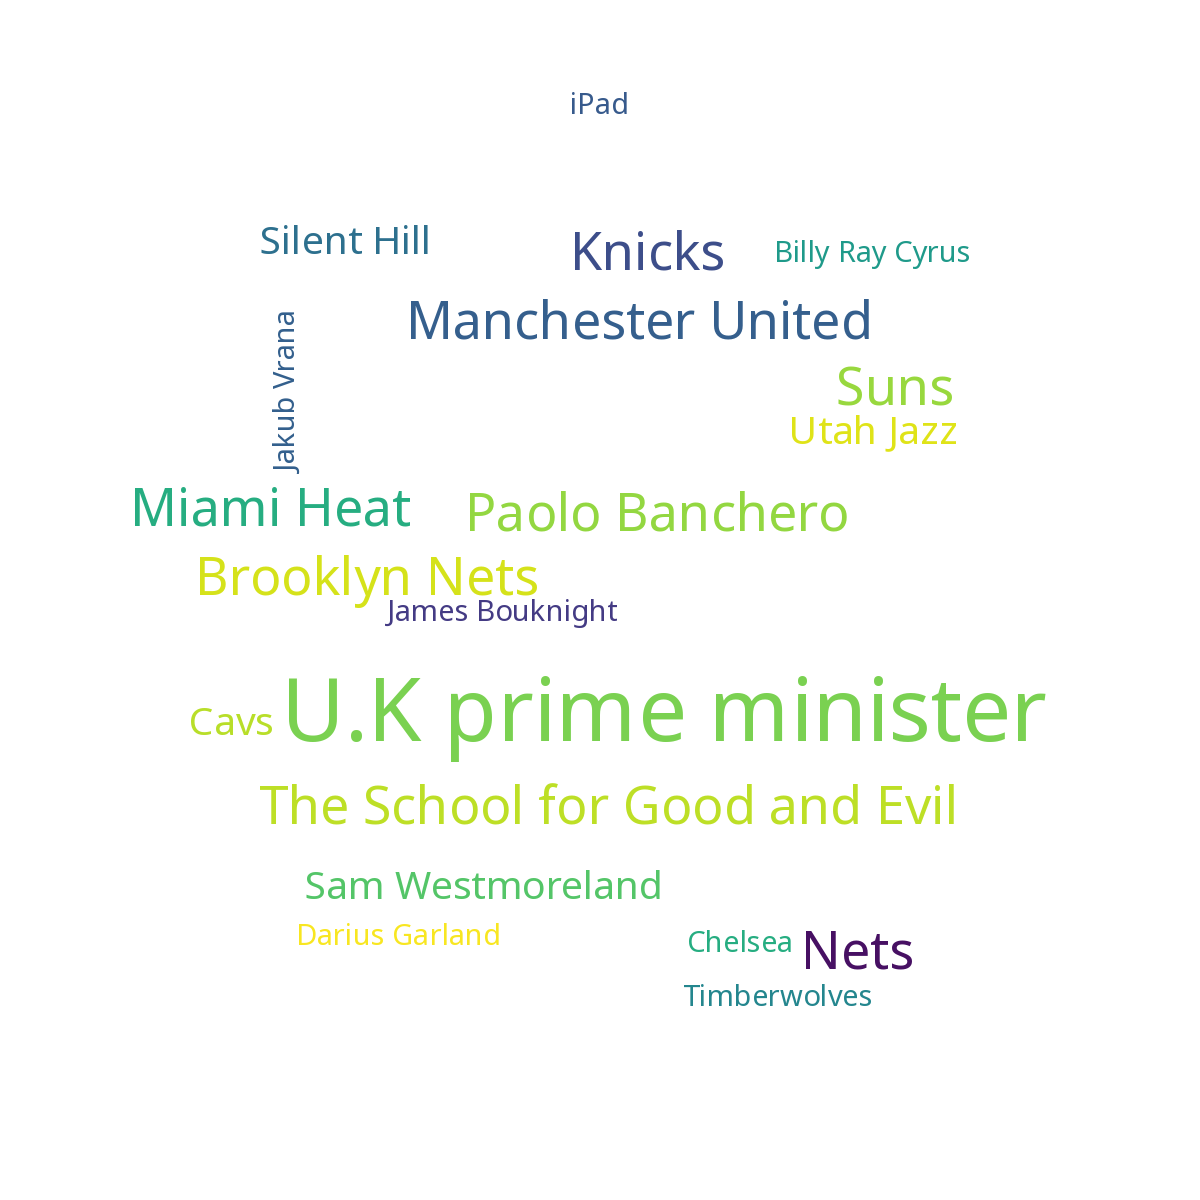 iPad
Silent Hill
Knicks
Billy Ray Cyrus
Manchester United
Jakub Vrana
Suns
Utah Jazz
Miami Heat
Paolo Banchero
Brooklyn Nets
James Bouknight
Cavs
U.K prime minister
The School for Good and Evil
Sam Westmoreland
Darius Garland
Chelsea
Nets
Timberwolves